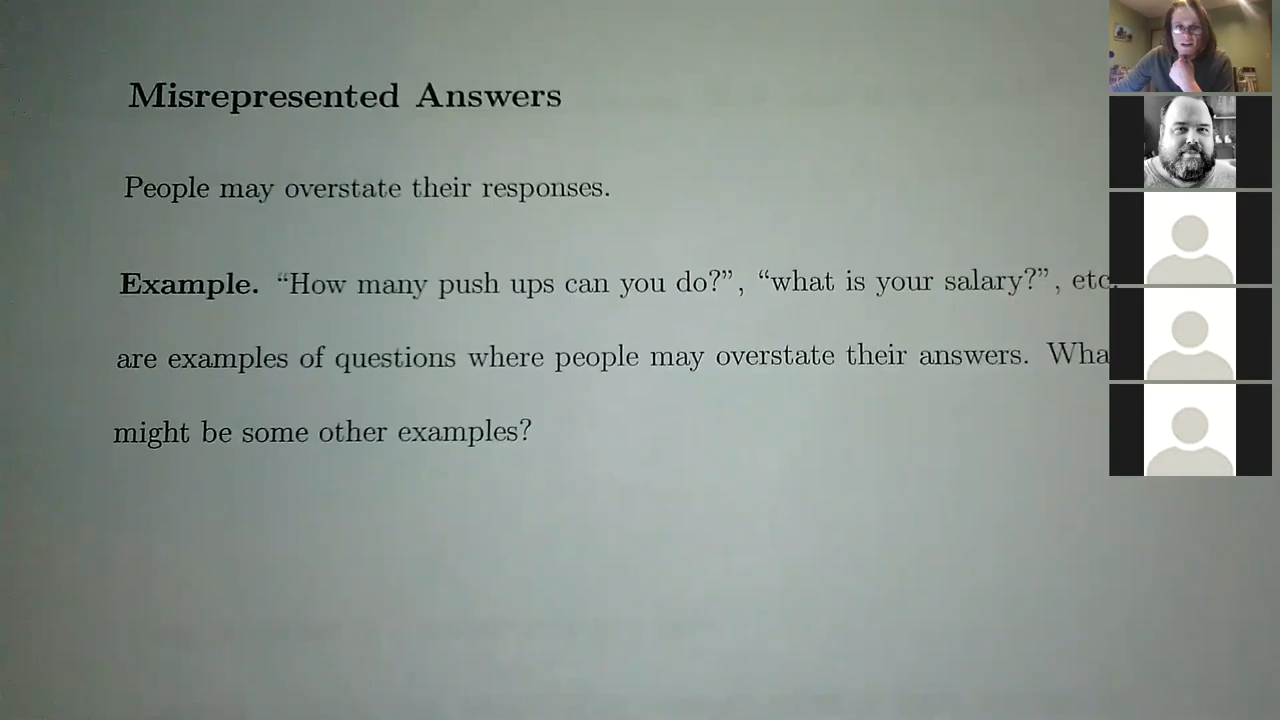 Misrepresented Answers
People may overstate their responses.
Example. “How many push ups can you do?”, “what is your salary?”, etc.
are examples of questions where people may overstate their answers. Wha
might be some other examples?